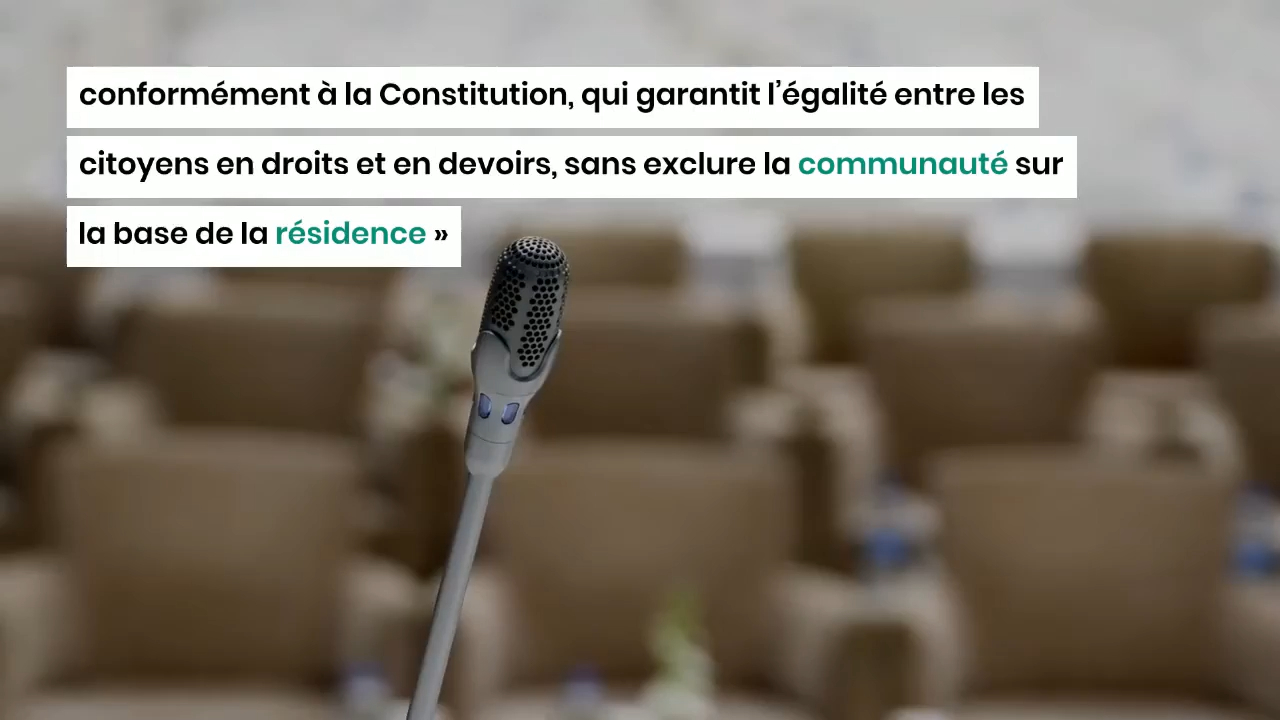 conformément à la Constitution, qui garantit l’égalité entre les
citoyens en droits et en devoirs, sans exclure la communauté sur
la base de la résidence »